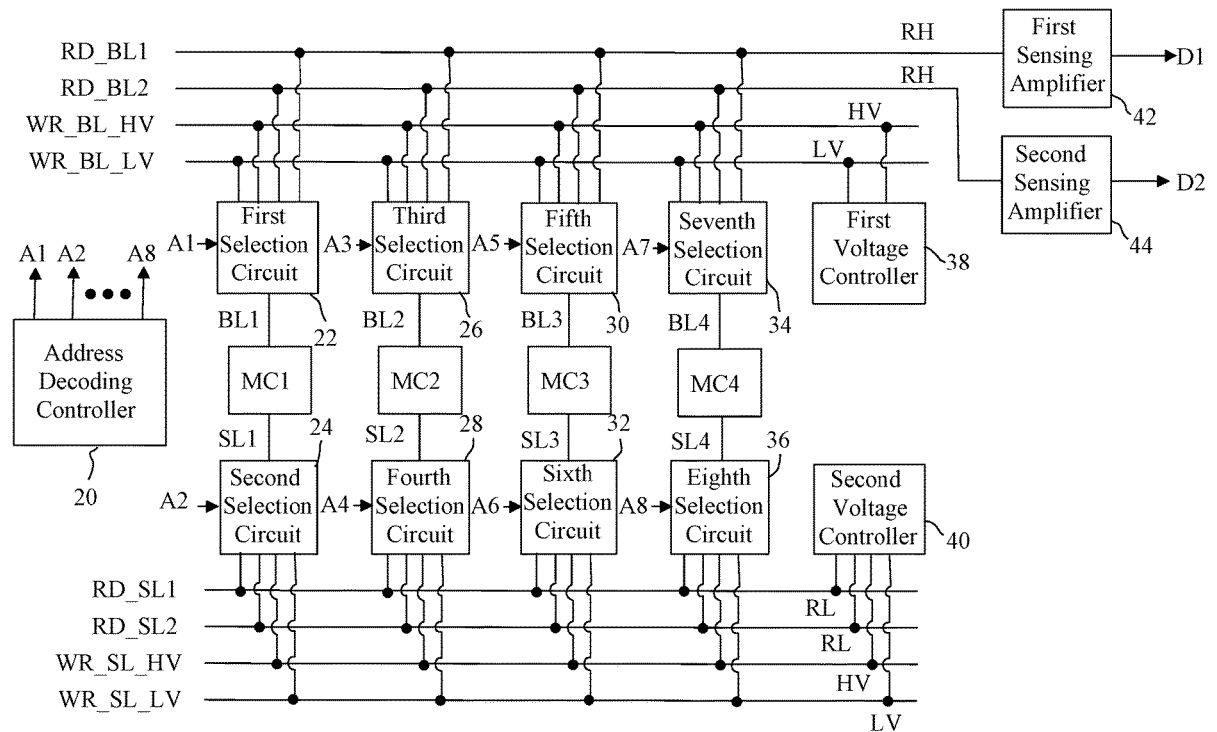 RD_BL1
RH
First
Sensing
Amplifier
D1
42
RD_BL2
RH
WR_BL_HV
HV
WR_BL_LV
LV
Second
Sensing
Amplifier
D2
44
A1
First
Selection
Circuit
22
A3
Third
Selection
Circuit
26
A5
Fifth
Selection
Circuit
30
A7
Seventh
Selection
Circuit
34
First
Voltage
Controller
38
A1
A2
A8
Address
Decoding
Controller
20
BL1
BL2
BL3
BL4
MC1
MC2
MC3
MC4
SL1
SL2
SL3
SL4
A2
Second
Selection
Circuit
24
A4
Fourth
Selection
Circuit
28
A6
Sixth
Selection
Circuit
32
A8
Eighth
Selection
Circuit
36
Second
Voltage
Controller
40
RD_SL1
RL
RD_SL2
RL
WR_SL_HV
HV
WR_SL_LV
LV